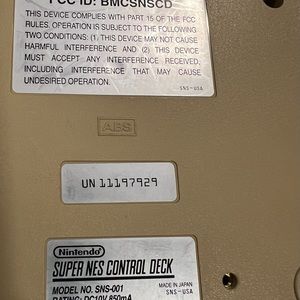 FCC ID: BMCSNSCD
THIS DEVICE COMPLIES WITH PART 15 OF THE FCC
RULES. OPERATION IS SUBJECT TO THE FOLLOWING
TWO CONDITIONS: (1) THIS DEVICE MAY NOT CAUSE
HARMFUL INTERFERENCE AND (2) THIS DEVICE
MUST ACCEPT ANY INTERFERENCE RECEIVED,
INCLUDING INTERFERENCE THAT MAY CAUSE
UNDESIRED OPERATION.
SNS-USA
ABS
UN 11197929
Nintendo
SUPER NES CONTROL DECK
MODEL NO. SNS-001
MADE IN JAPAN
RATING: DC10V 850mA
SNS-USA